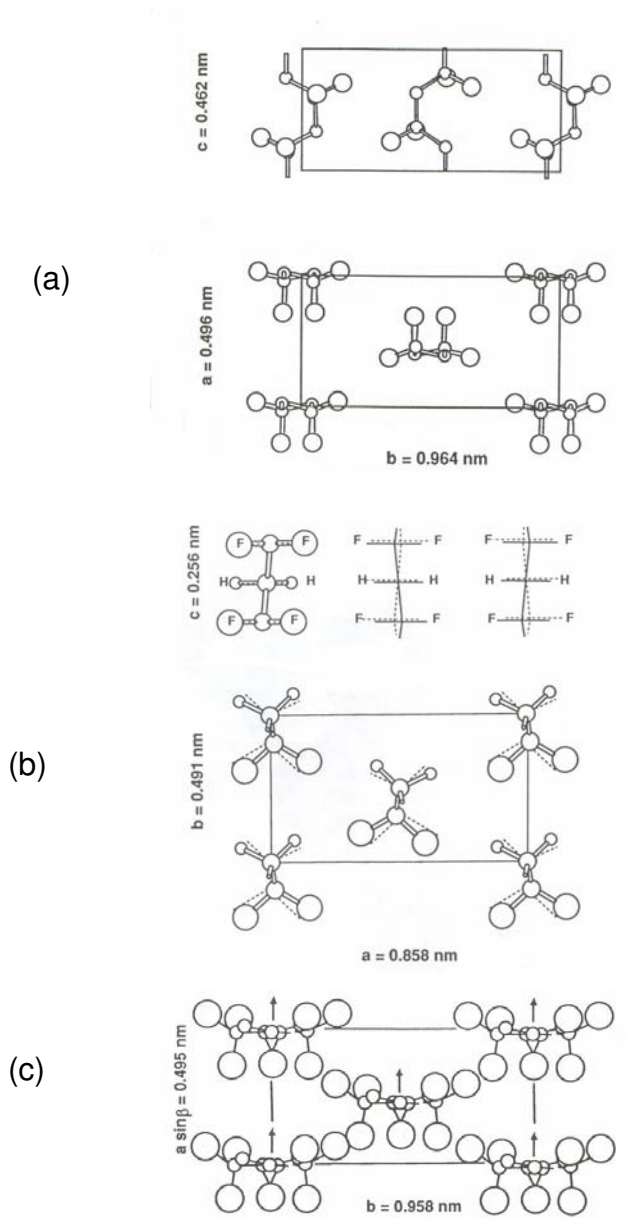 c = 0.462 nm
(a)
a = 0.496 nm
b = 0.964 nm
c = 0.256 nm
F F F F F F
H H H H H H
F F F F F F
(b)
b = 0.491 nm
a = 0.858 nm
(c)
a sinβ = 0.495 nm
b = 0.958 nm